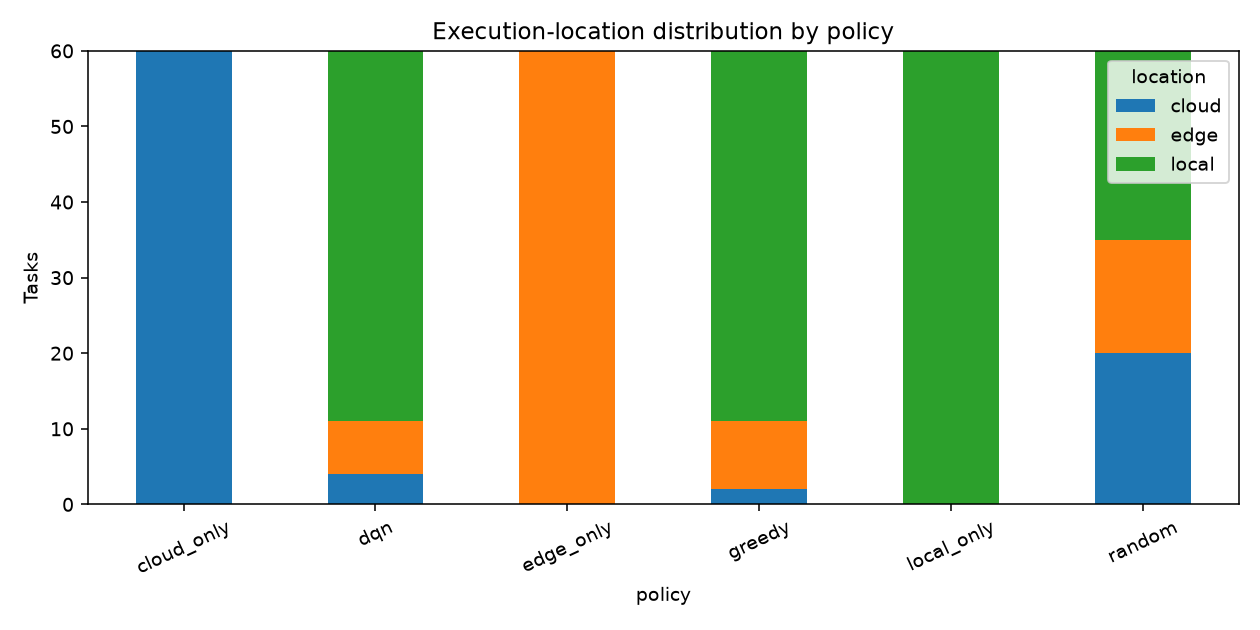 Execution-location distribution by policy
60
50
40
30
20
10
0
Tasks
location
cloud
edge
local
cloud_only
dqn
edge_only
greedy
local_only
random
policy